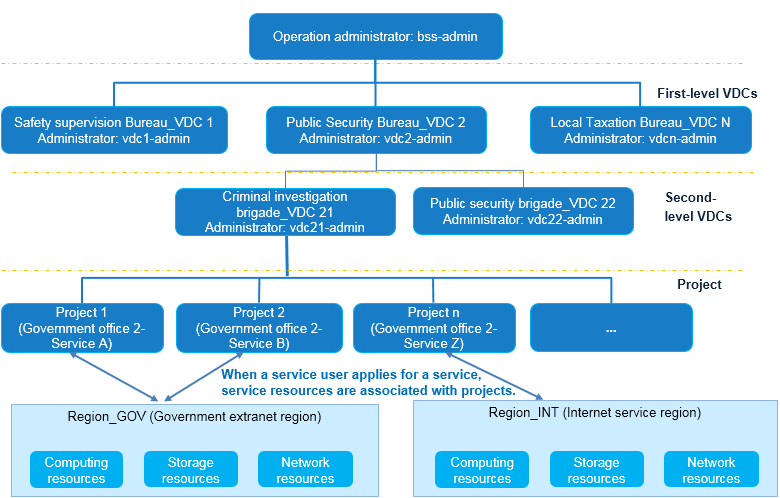 Operation administrator: bss-admin
First-level VDCs
Safety supervision Bureau_VDC 1
Administrator: vdc1-admin
Public Security Bureau_VDC 2
Administrator: vdc2-admin
Local Taxation Bureau_VDC N
Administrator: vdcn-admin
Second-
level VDCs
Criminal investigation
brigade_VDC 21
Administrator: vdc21-admin
Public security brigade_VDC 22
Administrator: vdc22-admin
Project
Project 1
(Government office 2-
Service A)
Project 2
(Government office 2-
Service B)
Project n
(Government office 2-
Service Z)
...
When a service user applies for a service,
service resources are associated with projects.
Region_GOV (Government extranet region)
Computing
resources
Storage
resources
Network
resources
Region_INT (Internet service region)
Computing
resources
Storage
resources
Network
resources